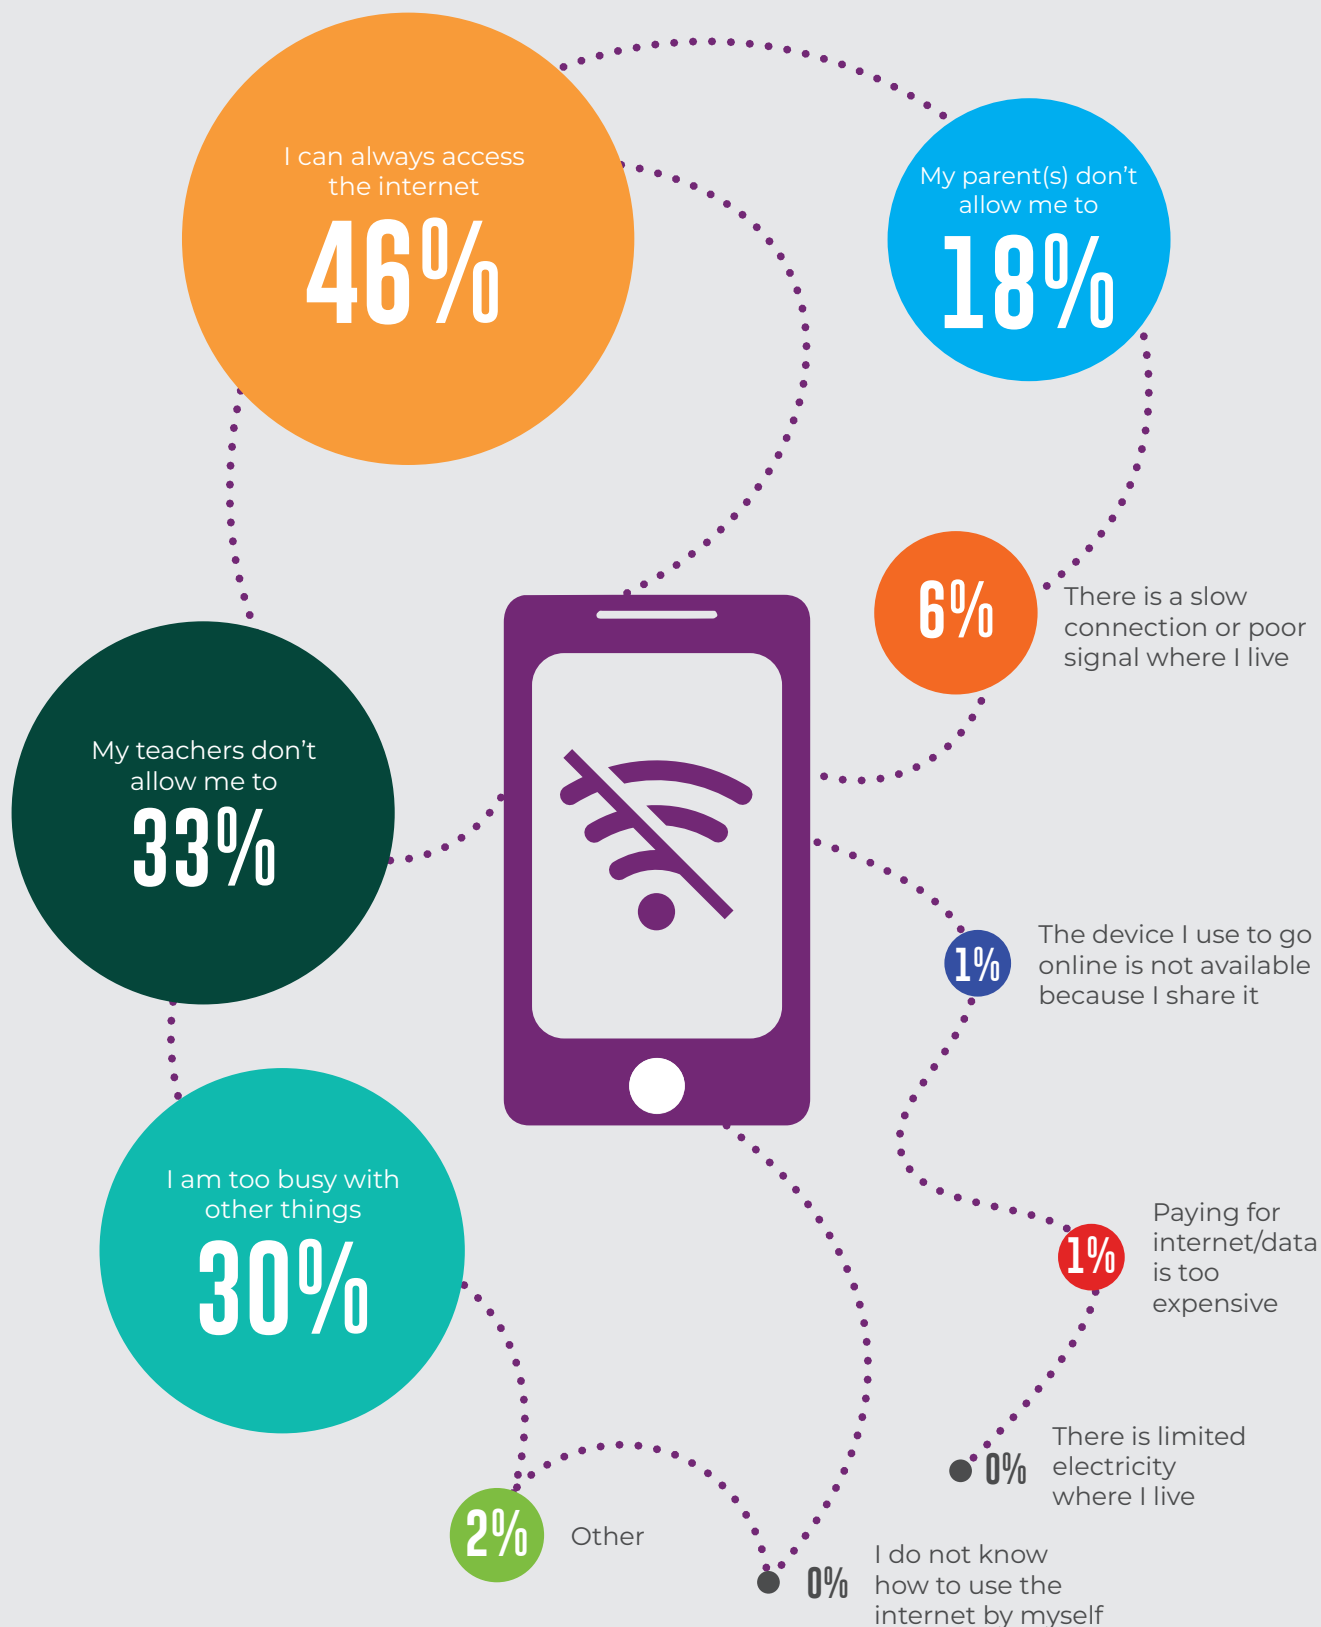 I can always access
the internet
46%
My parent(s) don't
allow me to
18%
6%
There is a slow
connection or poor
signal where I live
My teachers don't
allow me to
33%
1%
The device I use to go
online is not available
because I share it
I am too busy with
other things
30%
1%
Paying for
internet/data
is too
expensive
0%
There is limited
electricity
where I live
2%
Other
0%
I do not know
how to use the
internet by myself